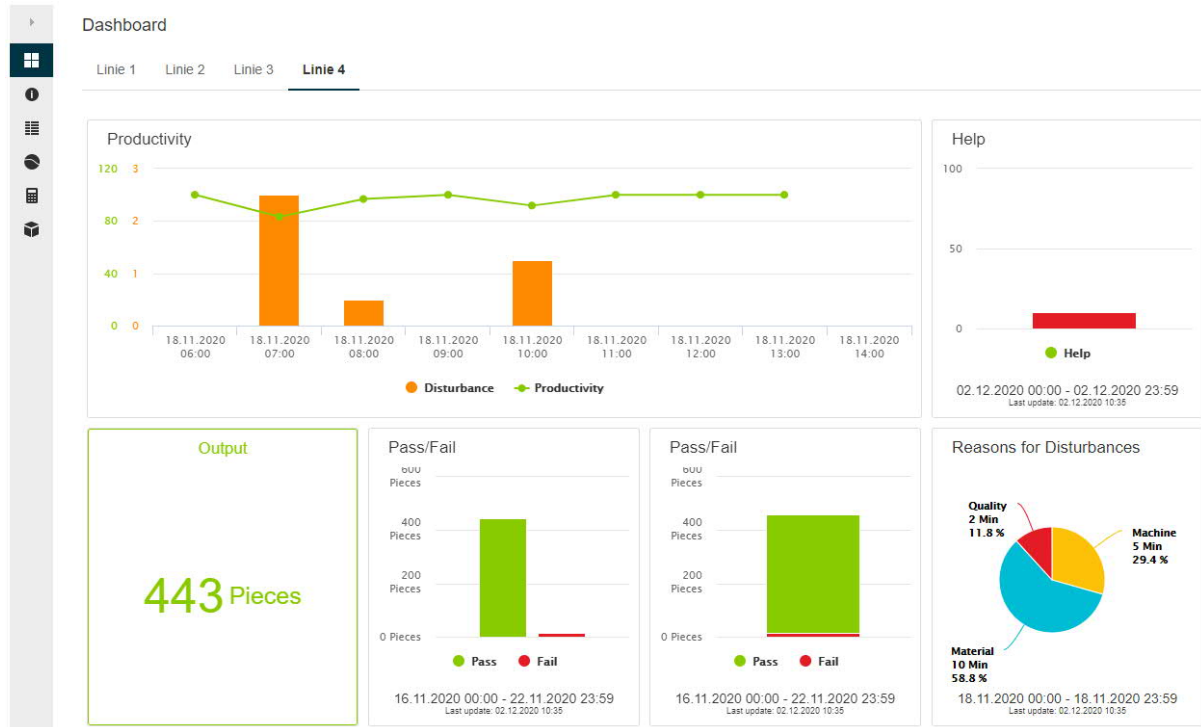 Dashboard
Linie 1 Linie 2 Linie 3 Linie 4
Productivity
120 3
80 2
40 1
0 0
18.11.2020 06:00
18.11.2020 07:00
18.11.2020 08:00
18.11.2020 09:00
18.11.2020 10:00
18.11.2020 11:00
18.11.2020 12:00
18.11.2020 13:00
18.11.2020 14:00
Disturbance Productivity
Help
100
50
0
Help
02.12.2020 00:00 - 02.12.2020 23:59
Last update: 02.12.2020 10:35
Output
443 Pieces
Pass/Fail
600
Pieces
400
Pieces
200
Pieces
0 Pieces
Pass Fail
16.11.2020 00:00 - 22.11.2020 23:59
Last update: 02.12.2020 10:35
Pass/Fail
600
Pieces
400
Pieces
200
Pieces
0 Pieces
Pass Fail
16.11.2020 00:00 - 22.11.2020 23:59
Last update: 02.12.2020 10:35
Reasons for Disturbances
Quality
2 Min
11.8 %
Machine
5 Min
29.4 %
Material
10 Min
58.8 %
18.11.2020 00:00 - 18.11.2020 23:59
Last update: 02.12.2020 10:35